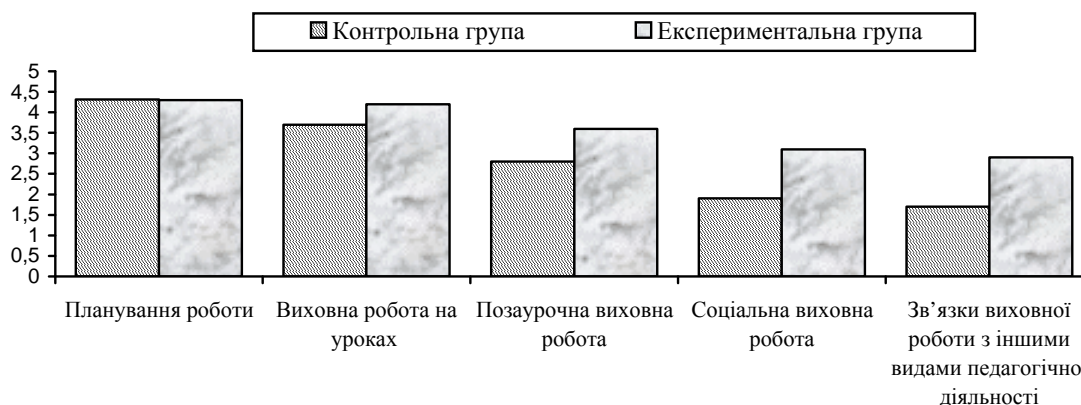 Контрольна група Експериментальна група
5
4,5
4
3,5
3
2,5
2
1,5
1
0,5
0
Планування роботи
Виховна робота на
уроках
Позаурочна виховна
робота
Соціальна виховна
робота
Зв’язки виховної
роботи з іншими
видами педагогічно
діяльності